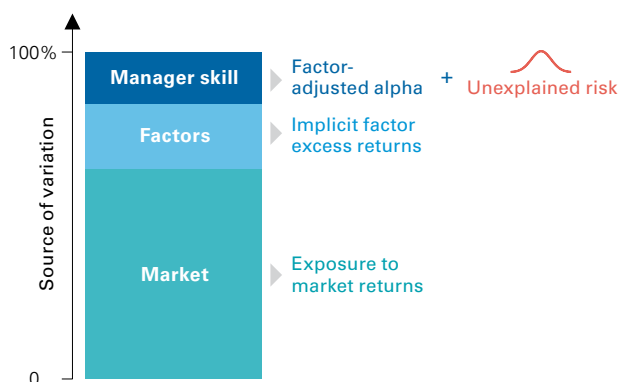 100%
Manager skill
Factor-
adjusted alpha
+
Unexplained risk
Factors
Implicit factor
excess returns
Source of variation
Market
Exposure to
market returns
0